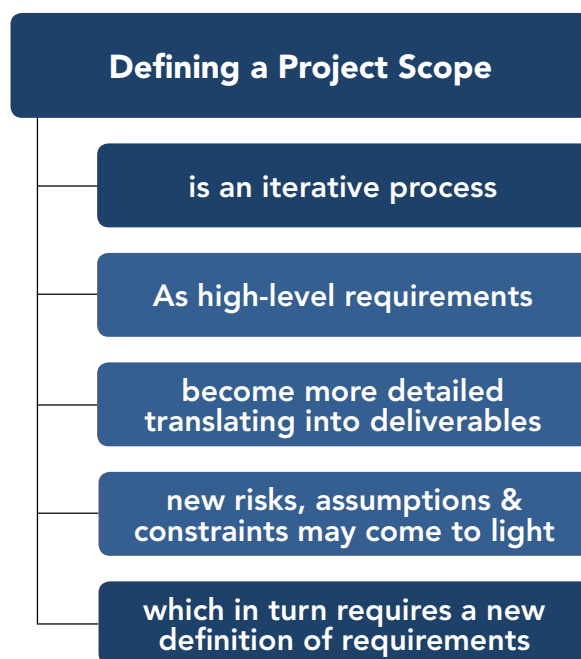 Defining a Project Scope
is an iterative process
As high-level requirements
become more detailed
translating into deliverables
new risks, assumptions &
constraints may come to light
which in turn requires a new
definition of requirements